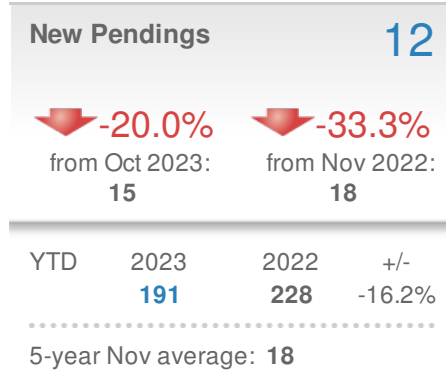 New Pendings 12
-20.0% -33.3%
from Oct 2023: from Nov 2022:
15 18
YTD 2023 2022 +/-
191 228 -16.2%
5-year Nov average: 18